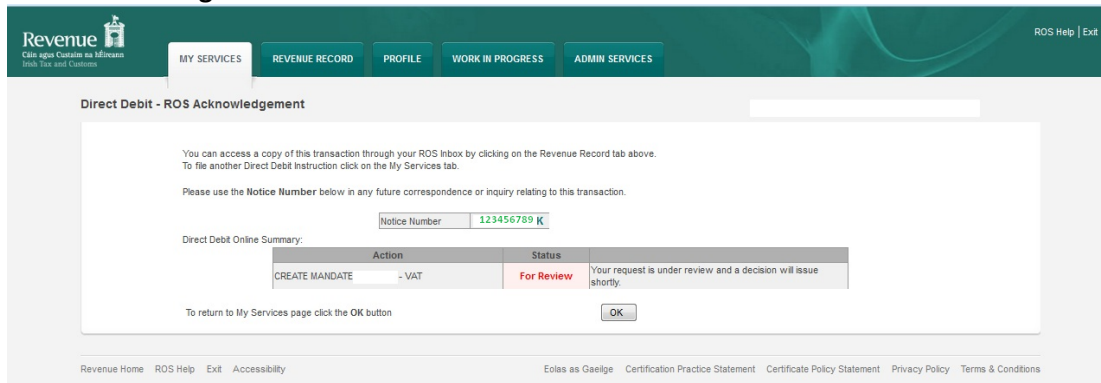 Revenue
Cáin agus Custaim na hÉireann
Irish Tax and Customs
ROS Help | Exit
MY SERVICES REVENUE RECORD PROFILE WORK IN PROGRESS ADMIN SERVICES
Direct Debit - ROS Acknowledgement
You can access a copy of this transaction through your ROS Inbox by clicking on the Revenue Record tab above.
To file another Direct Debit Instruction click on the My Services tab.
Please use the Notice Number below in any future correspondence or inquiry relating to this transaction.
Notice Number 123456789 K
Direct Debit Online Summary:
Action Status
CREATE MANDATE - VAT For Review Your request is under review and a decision will issue
shortly.
To return to My Services page click the OK button OK
Revenue Home ROS Help Exit Accessibility Eolas as Gaeilge Certification Practice Statement Certificate Policy Statement Privacy Policy Terms & Conditions